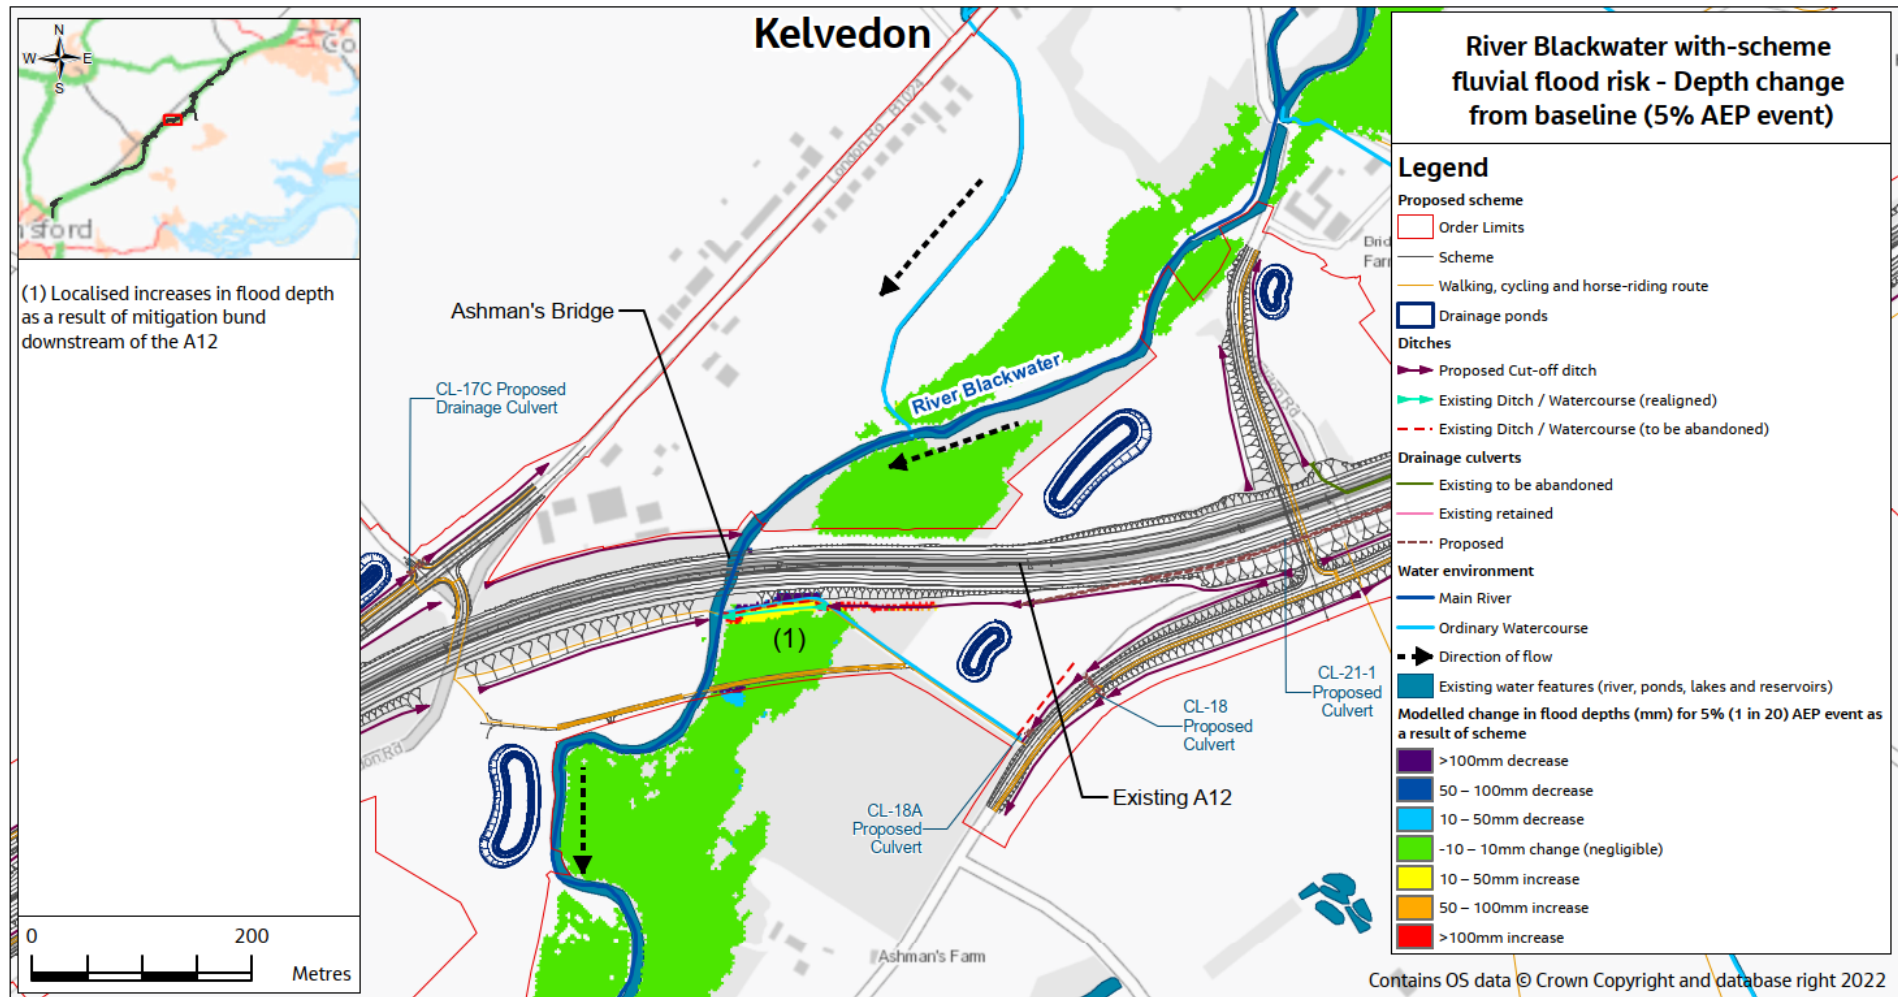 Kelvedon
N
W
E
S
Co
sford
(1) Localised increases in flood depth
as a result of mitigation bund
downstream of the A12
0
200
Metres
London Rd B1024
Ashman's Bridge
CL-17C Proposed
Drainage Culvert
River Blackwater
(1)
Existing A12
CL-18A
Proposed
Culvert
CL-18
Proposed
Culvert
CL-21-1
Proposed
Culvert
Ashman's Farm
River Blackwater with-scheme
fluvial flood risk - Depth change
from baseline (5% AEP event)
Legend
Proposed scheme
Order Limits
Scheme
Walking, cycling and horse-riding route
Drainage ponds
Ditches
Proposed Cut-off ditch
Existing Ditch / Watercourse (realigned)
Existing Ditch / Watercourse (to be abandoned)
Drainage culverts
Existing to be abandoned
Existing retained
Proposed
Water environment
Main River
Ordinary Watercourse
Direction of flow
Existing water features (river, ponds, lakes and reservoirs)
Modelled change in flood depths (mm) for 5% (1 in 20) AEP event as
a result of scheme
>100mm decrease
50 – 100mm decrease
10 – 50mm decrease
-10 – 10mm change (negligible)
10 – 50mm increase
50 – 100mm increase
>100mm increase
Contains OS data © Crown Copyright and database right 2022